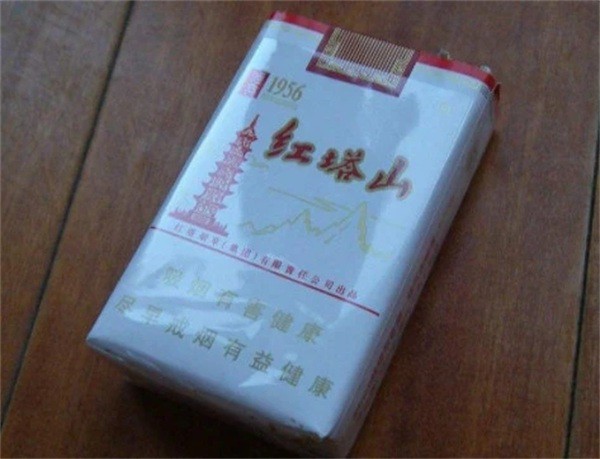 1956
红塔山
红塔烟草(集团)有限责任公司出品
吸烟有害健康
尽早戒烟有益健康